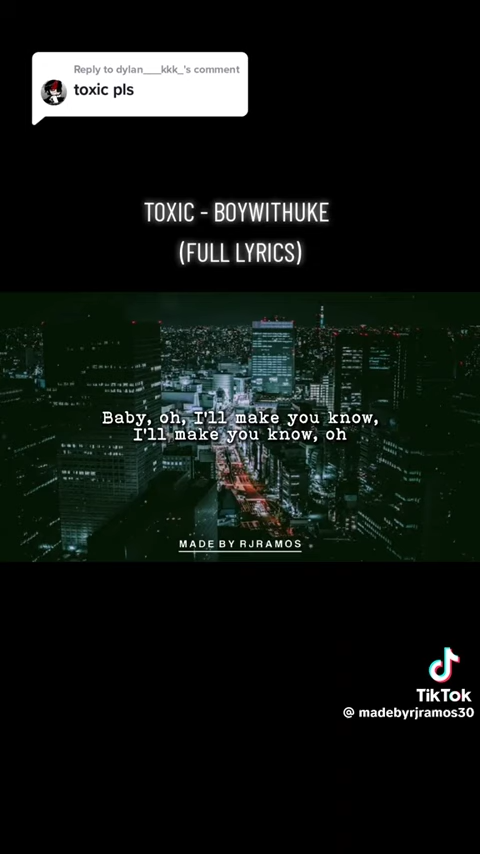 Reply to dylan___kkk_'s comment
toxic pls
TOXIC - BOYWITHUKE
(FULL LYRICS)
Baby, oh, I'll make you know,
I'll make you know, oh
MADE BY RJRAMOS
TikTok
@ madebyrjramos30